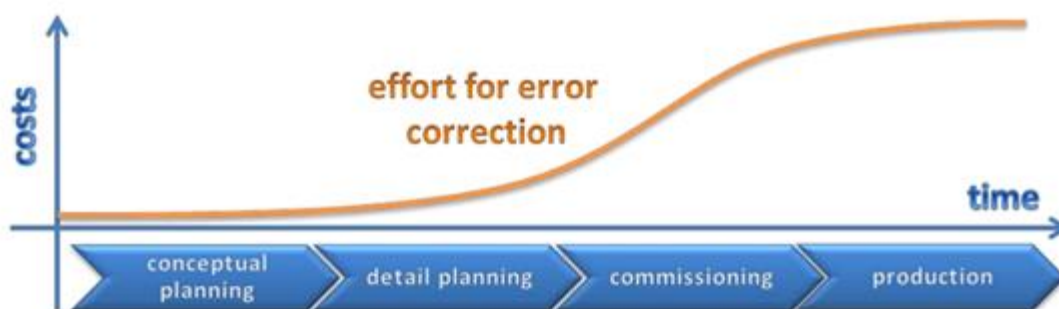 costs
effort for error
correction
time
conceptual
planning
detail planning
commissioning
production